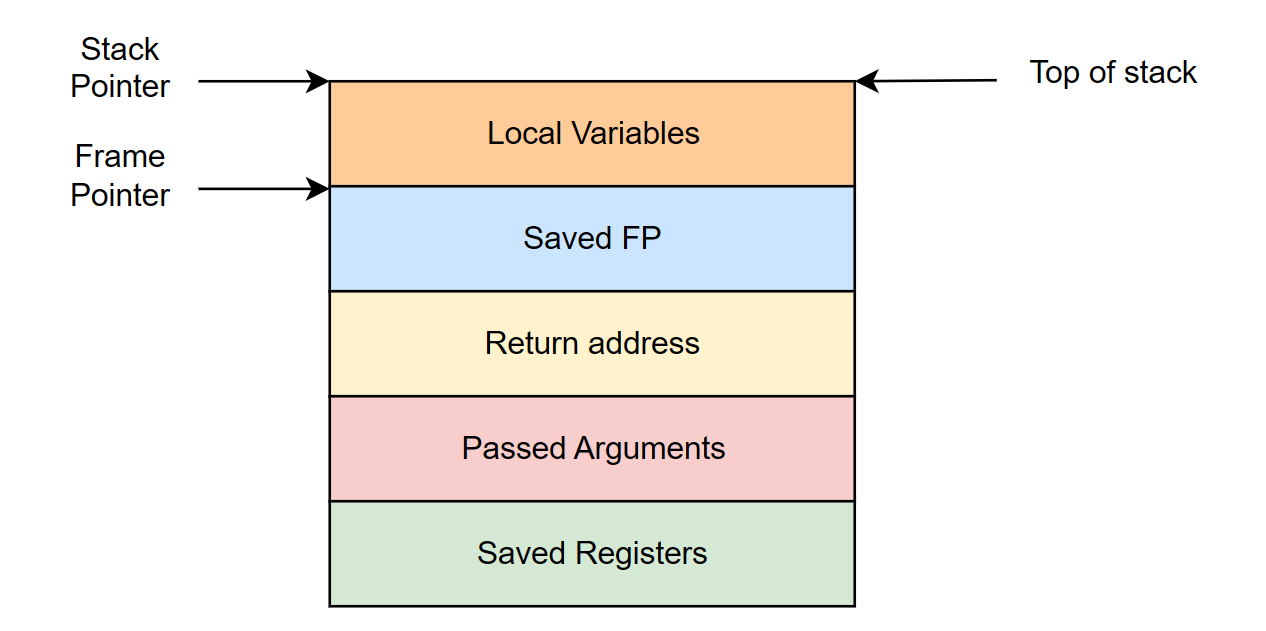 Stack
Pointer
Top of stack
Local Variables
Frame
Pointer
Saved FP
Return address
Passed Arguments
Saved Registers